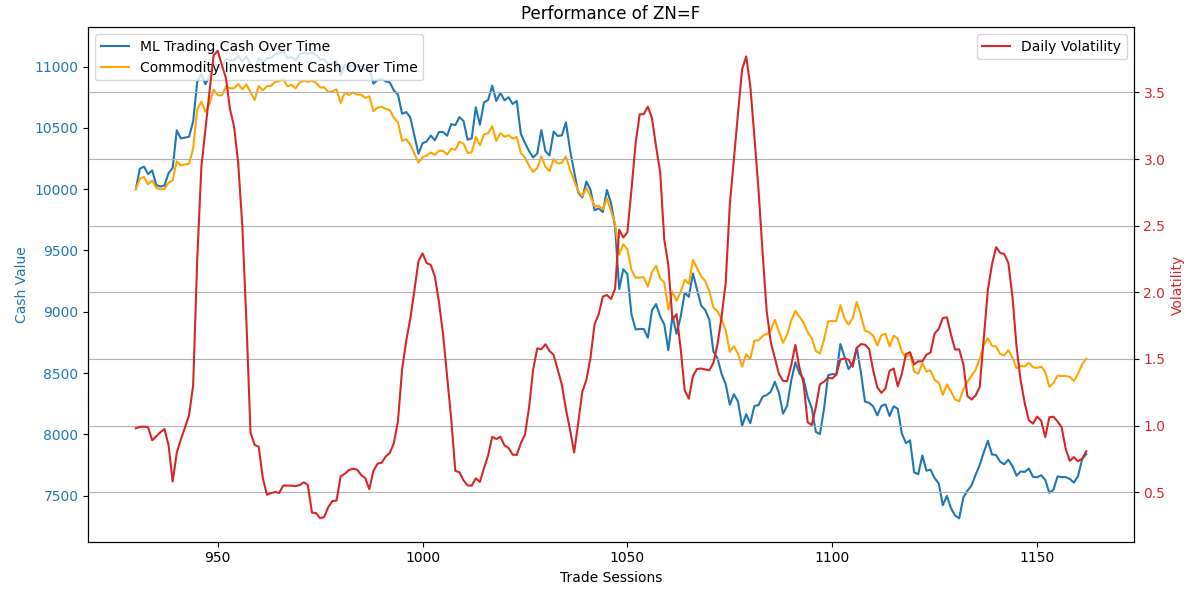 Performance of ZN=F
ML Trading Cash Over Time
Commodity Investment Cash Over Time
Daily Volatility
11000
10500
10000
9500
9000
8500
8000
7500
Cash Value
3.5
3.0
2.5
2.0
1.5
1.0
0.5
Volatility
950
1000
1050
1100
1150
Trade Sessions